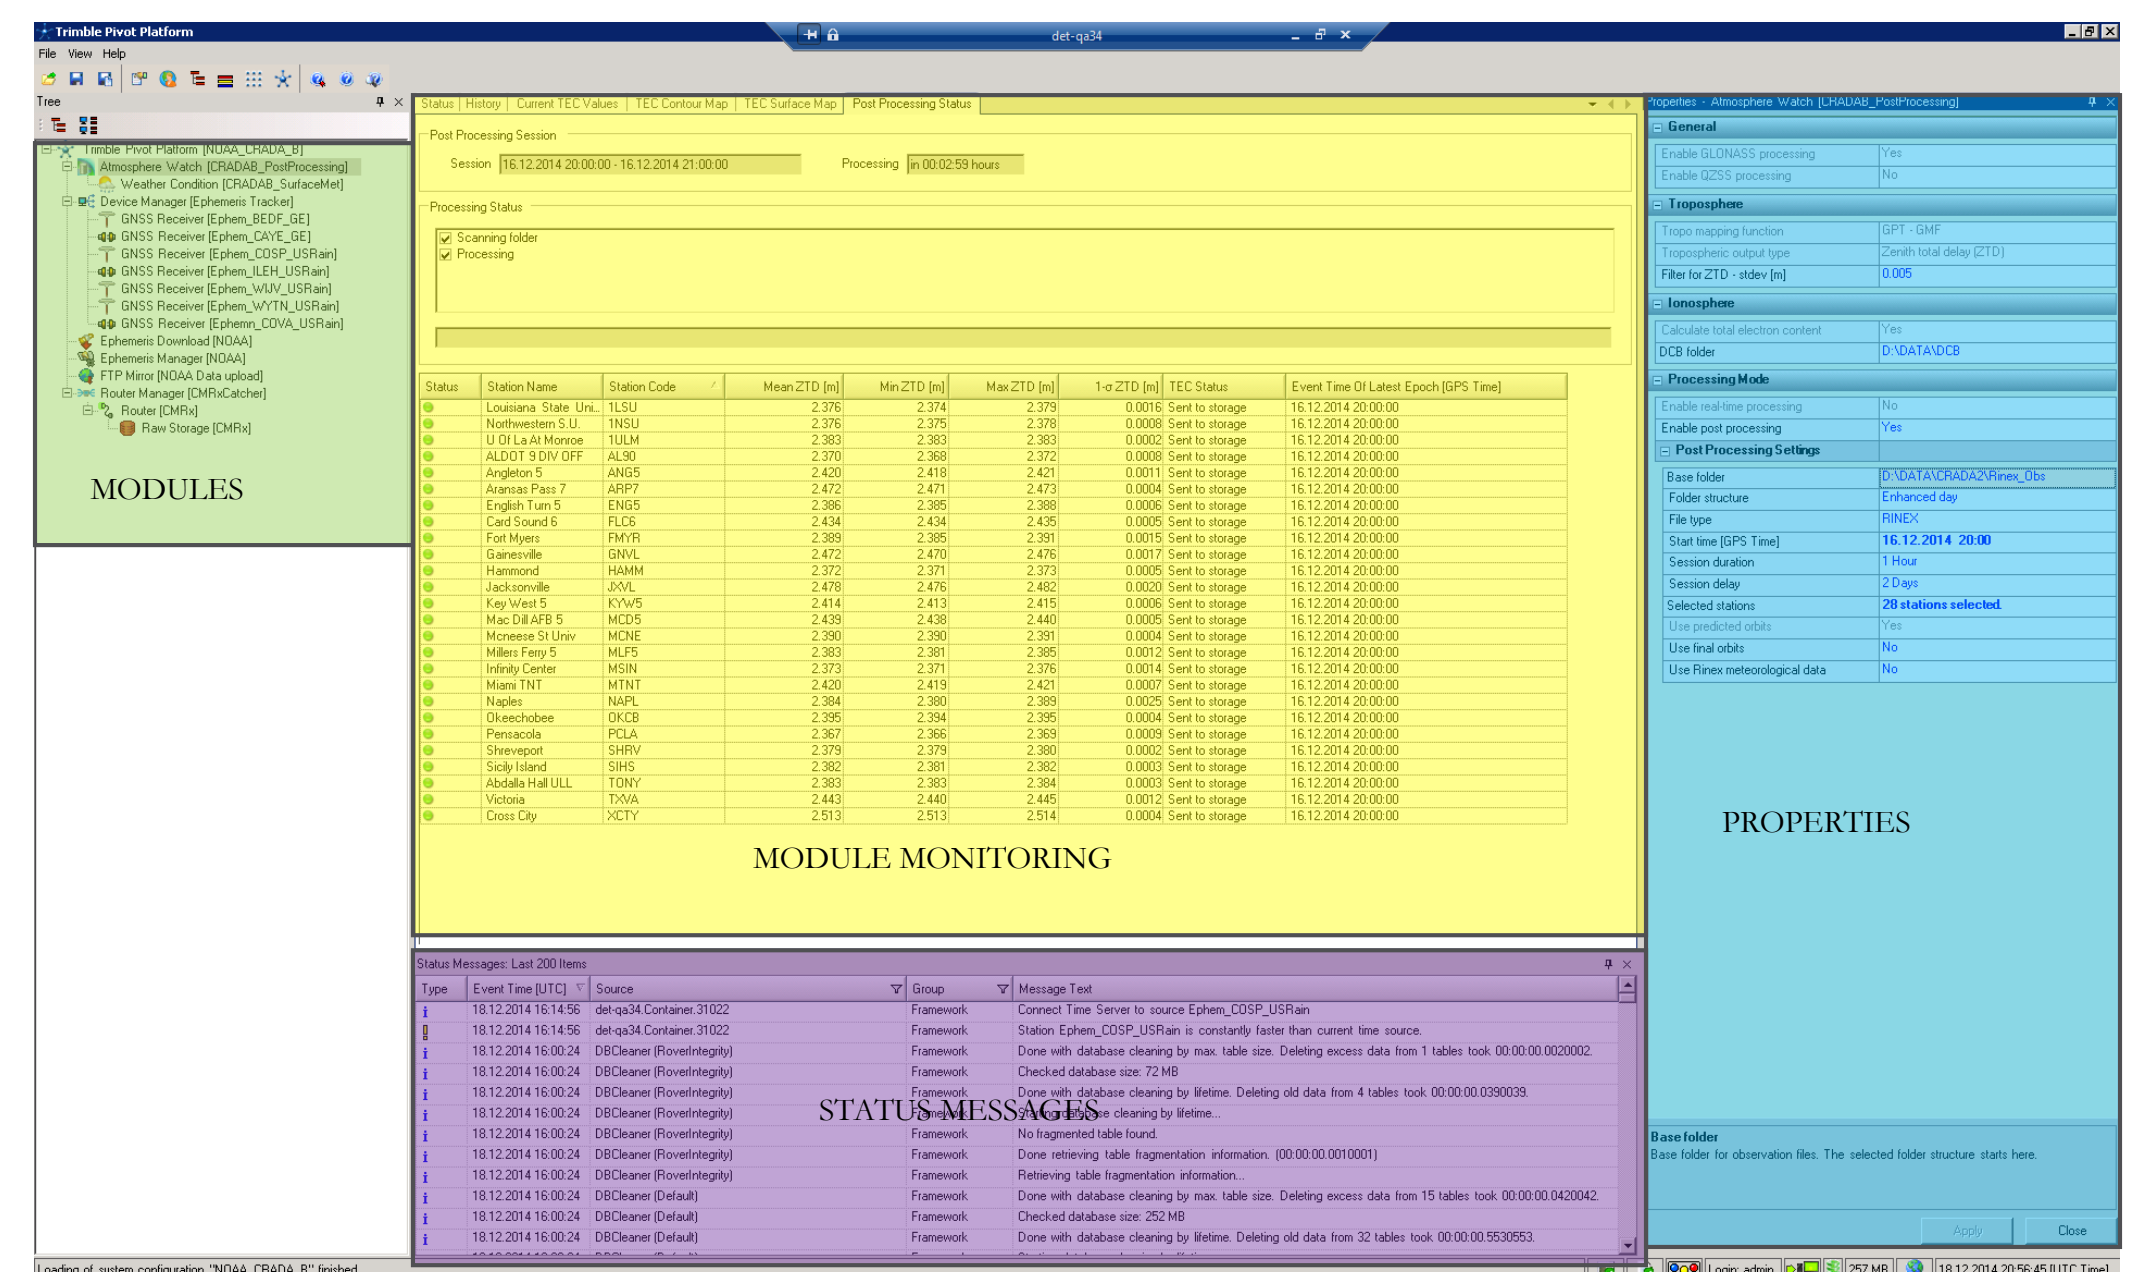 Trimble Pivot Platform
det-qa34
File View Help
Tree
Trimble Pivot Platform [NOAA_CRADA_B]
Atmosphere Watch [CRADAB_PostProcessing]
Weather Condition [CRADAB_SurfaceMet]
Device Manager [Ephemeris Tracker]
GNSS Receiver [Ephem_BEDF_GE]
GNSS Receiver [Ephem_CAYE_GE]
GNSS Receiver [Ephem_COSP_USRain]
GNSS Receiver [Ephem_ILEH_USRain]
GNSS Receiver [Ephem_WIJV_USRain]
GNSS Receiver [Ephem_WYTN_USRain]
GNSS Receiver [Ephemn_COVA_USRain]
Ephemeris Download [NOAA]
Ephemeris Manager [NOAA]
FTP Mirror [NOAA Data upload]
Router Manager [CMRxCatcher]
Router [CMRx]
Raw Storage [CMRx]
MODULES
Status History Current TEC Values TEC Contour Map TEC Surface Map Post Processing Status
Post Processing Session
Session 16.12.2014 20:00:00 - 16.12.2014 21:00:00 Processing in 00:02:59 hours
Processing Status
Scanning folder
Processing
Status Station Name Station Code Mean ZTD [m] Min ZTD [m] Max ZTD [m] 1-σ ZTD [m] TEC Status Event Time Of Latest Epoch [GPS Time]
Louisiana State Uni... 1LSU 2.376 2.374 2.379 0.0016 Sent to storage 16.12.2014 20:00:00
Northwestern S.U. 1NSU 2.376 2.375 2.378 0.0008 Sent to storage 16.12.2014 20:00:00
U Of La At Monroe 1ULM 2.383 2.383 2.383 0.0002 Sent to storage 16.12.2014 20:00:00
ALDOT 9 DIV OFF AL90 2.370 2.368 2.372 0.0008 Sent to storage 16.12.2014 20:00:00
Angleton 5 ANG5 2.420 2.418 2.421 0.0011 Sent to storage 16.12.2014 20:00:00
Aransas Pass 7 ARP7 2.472 2.471 2.473 0.0004 Sent to storage 16.12.2014 20:00:00
English Turn 5 ENG5 2.386 2.385 2.388 0.0006 Sent to storage 16.12.2014 20:00:00
Card Sound 6 FLC6 2.434 2.434 2.435 0.0005 Sent to storage 16.12.2014 20:00:00
Fort Myers FMYR 2.389 2.385 2.391 0.0015 Sent to storage 16.12.2014 20:00:00
Gainesville GNVL 2.472 2.470 2.476 0.0017 Sent to storage 16.12.2014 20:00:00
Hammond HAMM 2.372 2.371 2.373 0.0005 Sent to storage 16.12.2014 20:00:00
Jacksonville JXVL 2.478 2.476 2.482 0.0020 Sent to storage 16.12.2014 20:00:00
Key West 5 KYW5 2.414 2.413 2.415 0.0006 Sent to storage 16.12.2014 20:00:00
Mac Dill AFB 5 MCD5 2.439 2.438 2.440 0.0005 Sent to storage 16.12.2014 20:00:00
Mcneese St Univ MCNE 2.390 2.390 2.391 0.0004 Sent to storage 16.12.2014 20:00:00
Millers Ferry 5 MLF5 2.383 2.381 2.385 0.0012 Sent to storage 16.12.2014 20:00:00
Infinity Center MSIN 2.373 2.371 2.376 0.0014 Sent to storage 16.12.2014 20:00:00
Miami TNT MTNT 2.420 2.419 2.421 0.0007 Sent to storage 16.12.2014 20:00:00
Naples NAPL 2.384 2.380 2.389 0.0025 Sent to storage 16.12.2014 20:00:00
Okeechobee OKCB 2.395 2.394 2.395 0.0004 Sent to storage 16.12.2014 20:00:00
Pensacola PCLA 2.367 2.366 2.369 0.0009 Sent to storage 16.12.2014 20:00:00
Shreveport SHRV 2.379 2.379 2.380 0.0002 Sent to storage 16.12.2014 20:00:00
Sicily Island SIHS 2.382 2.381 2.382 0.0003 Sent to storage 16.12.2014 20:00:00
Abdalla Hall ULL TONY 2.383 2.383 2.384 0.0003 Sent to storage 16.12.2014 20:00:00
Victoria TXVA 2.443 2.440 2.445 0.0012 Sent to storage 16.12.2014 20:00:00
Cross City XCTY 2.513 2.513 2.514 0.0004 Sent to storage 16.12.2014 20:00:00
MODULE MONITORING
Status Messages: Last 200 Items
Type Event Time [UTC] Source Group Message Text
18.12.2014 16:14:56 det-qa34.Container.31022 Framework Connect Time Server to source Ephem_COSP_USRain
18.12.2014 16:14:56 det-qa34.Container.31022 Framework Station Ephem_COSP_USRain is constantly faster than current time source.
18.12.2014 16:00:24 DBCleaner (RoverIntegrity) Framework Done with database cleaning by max. table size. Deleting excess data from 1 tables took 00:00:00.0020002.
18.12.2014 16:00:24 DBCleaner (RoverIntegrity) Framework Checked database size: 72 MB
18.12.2014 16:00:24 DBCleaner (RoverIntegrity) Framework Done with database cleaning by lifetime. Deleting old data from 4 tables took 00:00:00.0390039.
18.12.2014 16:00:24 DBCleaner (RoverIntegrity) Framework Starting database cleaning by lifetime...
STATUS MESSAGES
18.12.2014 16:00:24 DBCleaner (RoverIntegrity) Framework No fragmented table found.
18.12.2014 16:00:24 DBCleaner (RoverIntegrity) Framework Done retrieving table fragmentation information. (00:00:00.0010001)
18.12.2014 16:00:24 DBCleaner (RoverIntegrity) Framework Retrieving table fragmentation information...
18.12.2014 16:00:24 DBCleaner (Default) Framework Done with database cleaning by max. table size. Deleting excess data from 15 tables took 00:00:00.0420042.
18.12.2014 16:00:24 DBCleaner (Default) Framework Checked database size: 252 MB
18.12.2014 16:00:24 DBCleaner (Default) Framework Done with database cleaning by lifetime. Deleting old data from 32 tables took 00:00:00.5530553.
Properties - Atmosphere Watch [CRADAB_PostProcessing]
General
Enable GLONASS processing Yes
Enable QZSS processing No
Troposphere
Tropo mapping function GPT - GMF
Tropospheric output type Zenith total delay (ZTD)
Filter for ZTD - stdev [m] 0.005
Ionosphere
Calculate total electron content Yes
DCB folder D:\DATA\DCB
Processing Mode
Enable real-time processing No
Enable post processing Yes
Post Processing Settings
Base folder D:\DATA\CRADA2\Rinex_Obs
Folder structure Enhanced day
File type RINEX
Start time [GPS Time] 16.12.2014 20:00
Session duration 1 Hour
Session delay 2 Days
Selected stations 28 stations selected.
Use predicted orbits Yes
Use final orbits No
Use Rinex meteorological data No
PROPERTIES
Base folder
Base folder for observation files. The selected folder structure starts here.
Apply Close
Loading of system configuration "NOAA_CRADA_B" finished
Login: admin 257 MB 18.12.2014 20:56:45 [UTC Time]